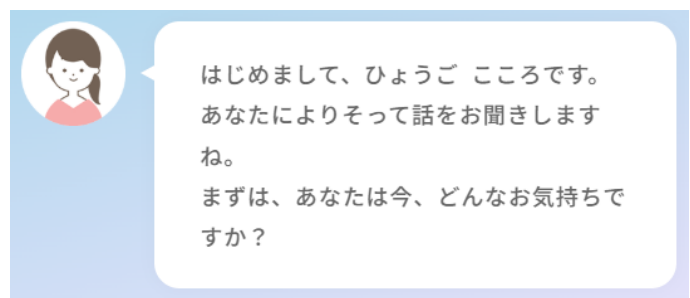 はじめまして、ひょうご こころです。
あなたによりそって話をお聞きします
ね。
まずは、あなたは今、どんなお気持ちで
すか？